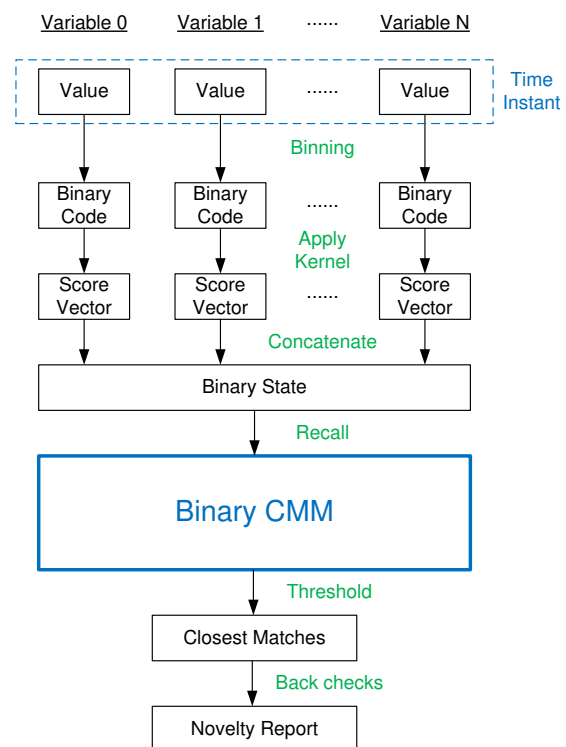 Variable 0 Variable 1 ...... Variable N
Value Value ...... Value
Time
Instant
Binning
Binary Code Binary Code ...... Binary Code
Apply
Kernel
Score Vector Score Vector ...... Score Vector
Concatenate
Binary State
Recall
Binary CMM
Threshold
Closest Matches
Back checks
Novelty Report